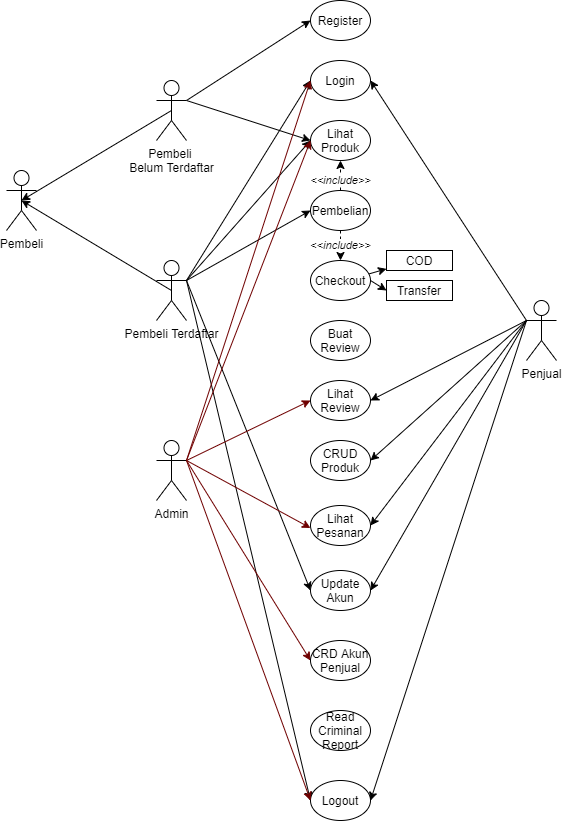 Register
Login
Pembeli
Belum Terdaftar
Lihat
Produk
<<include>>
Pembelian
Pembeli
<<include>>
COD
Checkout
Transfer
Pembeli Terdaftar
Buat
Review
Penjual
Lihat
Review
CRUD
Produk
Admin
Lihat
Pesanan
Update
Akun
CRD Akun
Penjual
Read
Criminal
Report
Logout